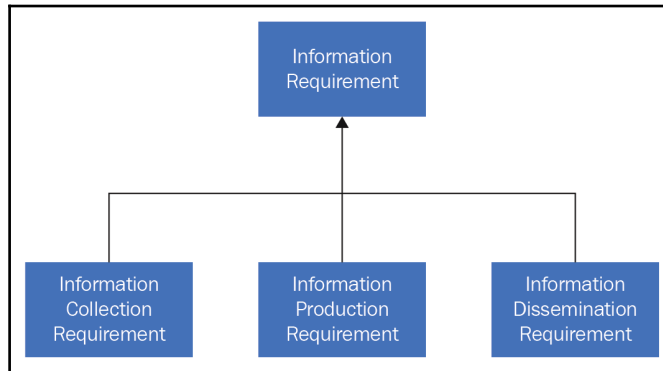 Information
Requirement
Information
Collection
Requirement
Information
Production
Requirement
Information
Dissemination
Requirement